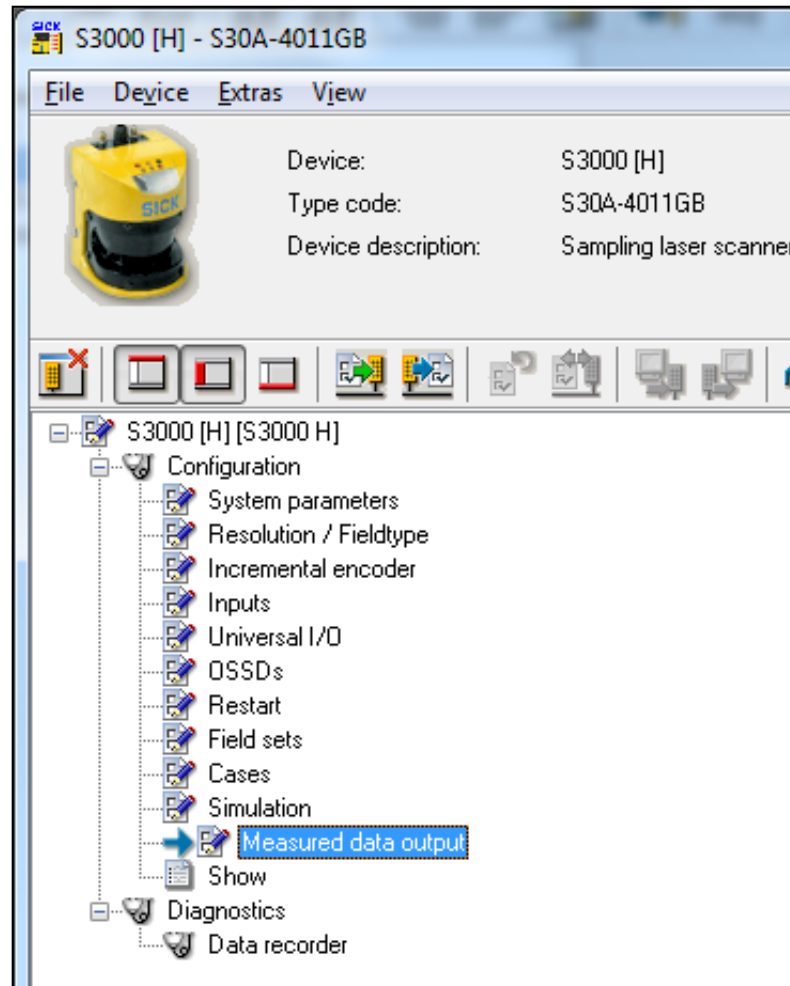 SICK S3000 [H] - S30A-4011GB
File Device Extras View
SICK
Device: S3000 [H]
Type code: S30A-4011GB
Device description: Sampling laser scanner
S3000 [H] [S3000 H]
Configuration
System parameters
Resolution / Fieldtype
Incremental encoder
Inputs
Universal I/O
OSSDs
Restart
Field sets
Cases
Simulation
Measured data output
Show
Diagnostics
Data recorder